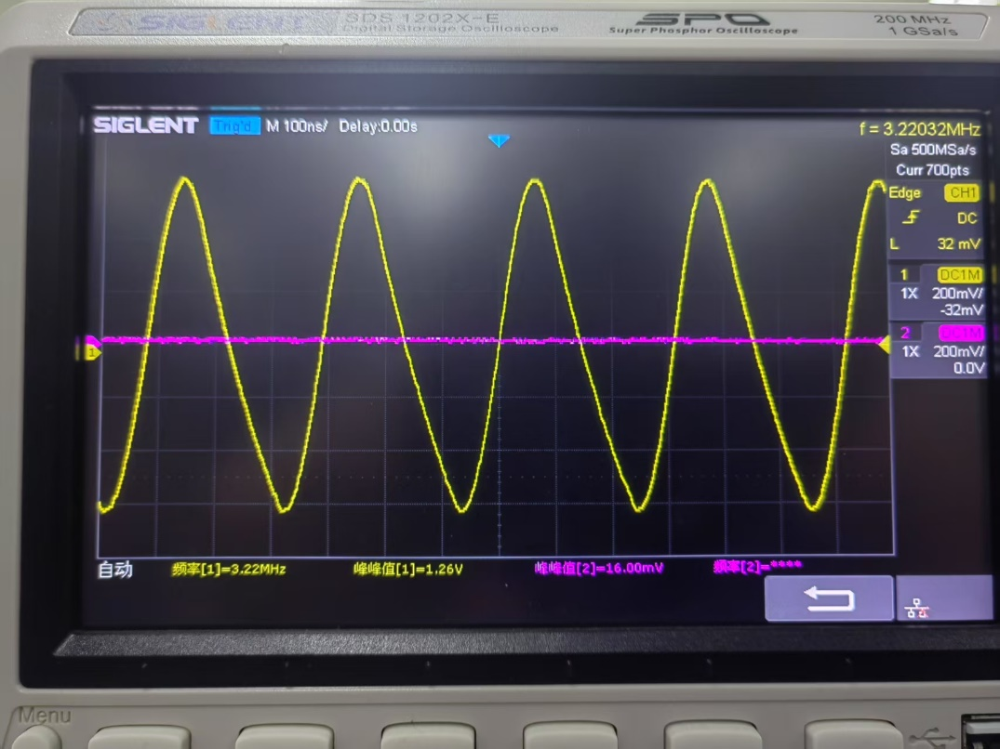 SIGLENT SDS 1202X-E SPO 200 MHz
Digital Storage Oscilloscope Super Phosphor Oscilloscope 1 GSa/s
SIGLENT Trig'd M 100ns/ Delay:0.00s f = 3.22032MHz
Sa 500MSa/s
Curr 700pts
Edge CH1
DC
L 32 mV
1 DC1M
1X 200mV/
-32mV
2 DC1M
1X 200mV/
0.0V
1
自动 频率[1]=3.22MHz 峰峰值[1]=1.26V 峰峰值[2]=16.00mV 频率[2]=****
Menu